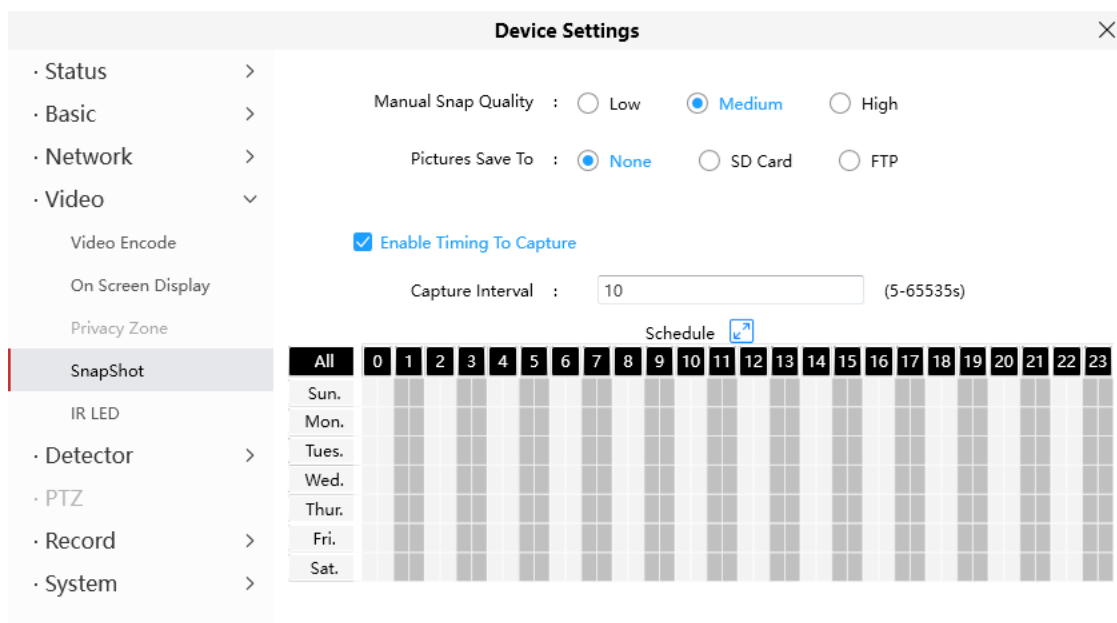 Device Settings
· Status
· Basic
· Network
· Video
Video Encode
On Screen Display
Privacy Zone
SnapShot
IR LED
· Detector
· PTZ
· Record
· System
Manual Snap Quality : Low Medium High
Pictures Save To : None SD Card FTP
Enable Timing To Capture
Capture Interval : 10 (5-65535s)
Schedule
All 0 1 2 3 4 5 6 7 8 9 10 11 12 13 14 15 16 17 18 19 20 21 22 23
Sun.
Mon.
Tues.
Wed.
Thur.
Fri.
Sat.